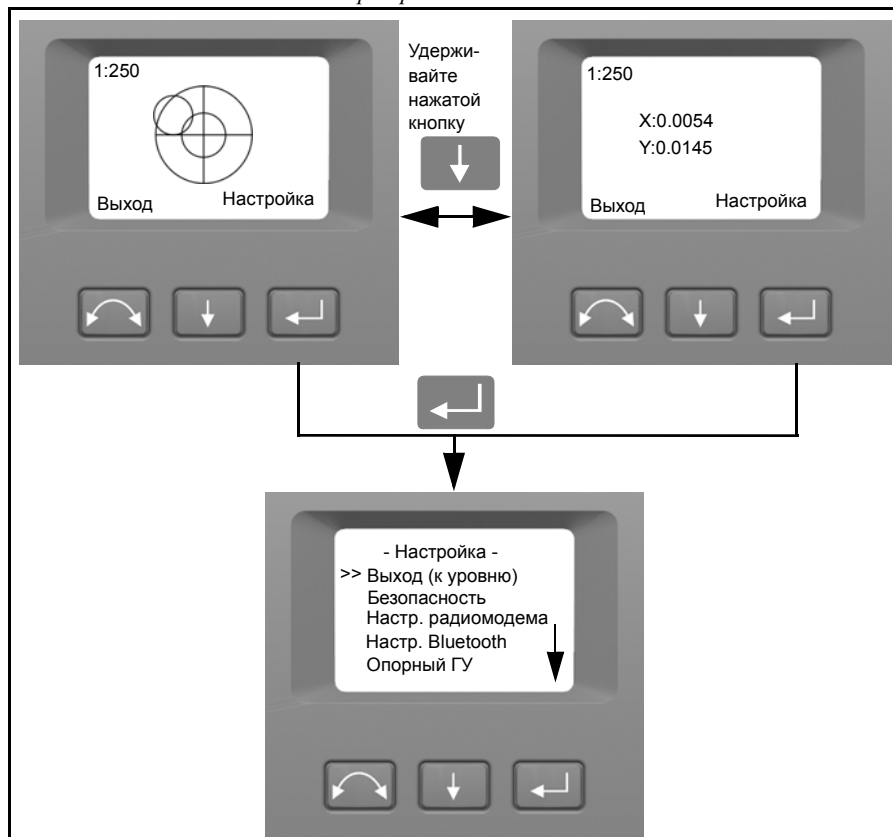 1:250
Выход Настройка
Удержи-
вайте
нажатой
кнопку
1:250
X:0.0054
Y:0.0145
Выход Настройка
- Настройка -
>> Выход (к уровню)
Безопасность
Настр. радиомодема
Настр. Bluetooth
Опорный ГУ